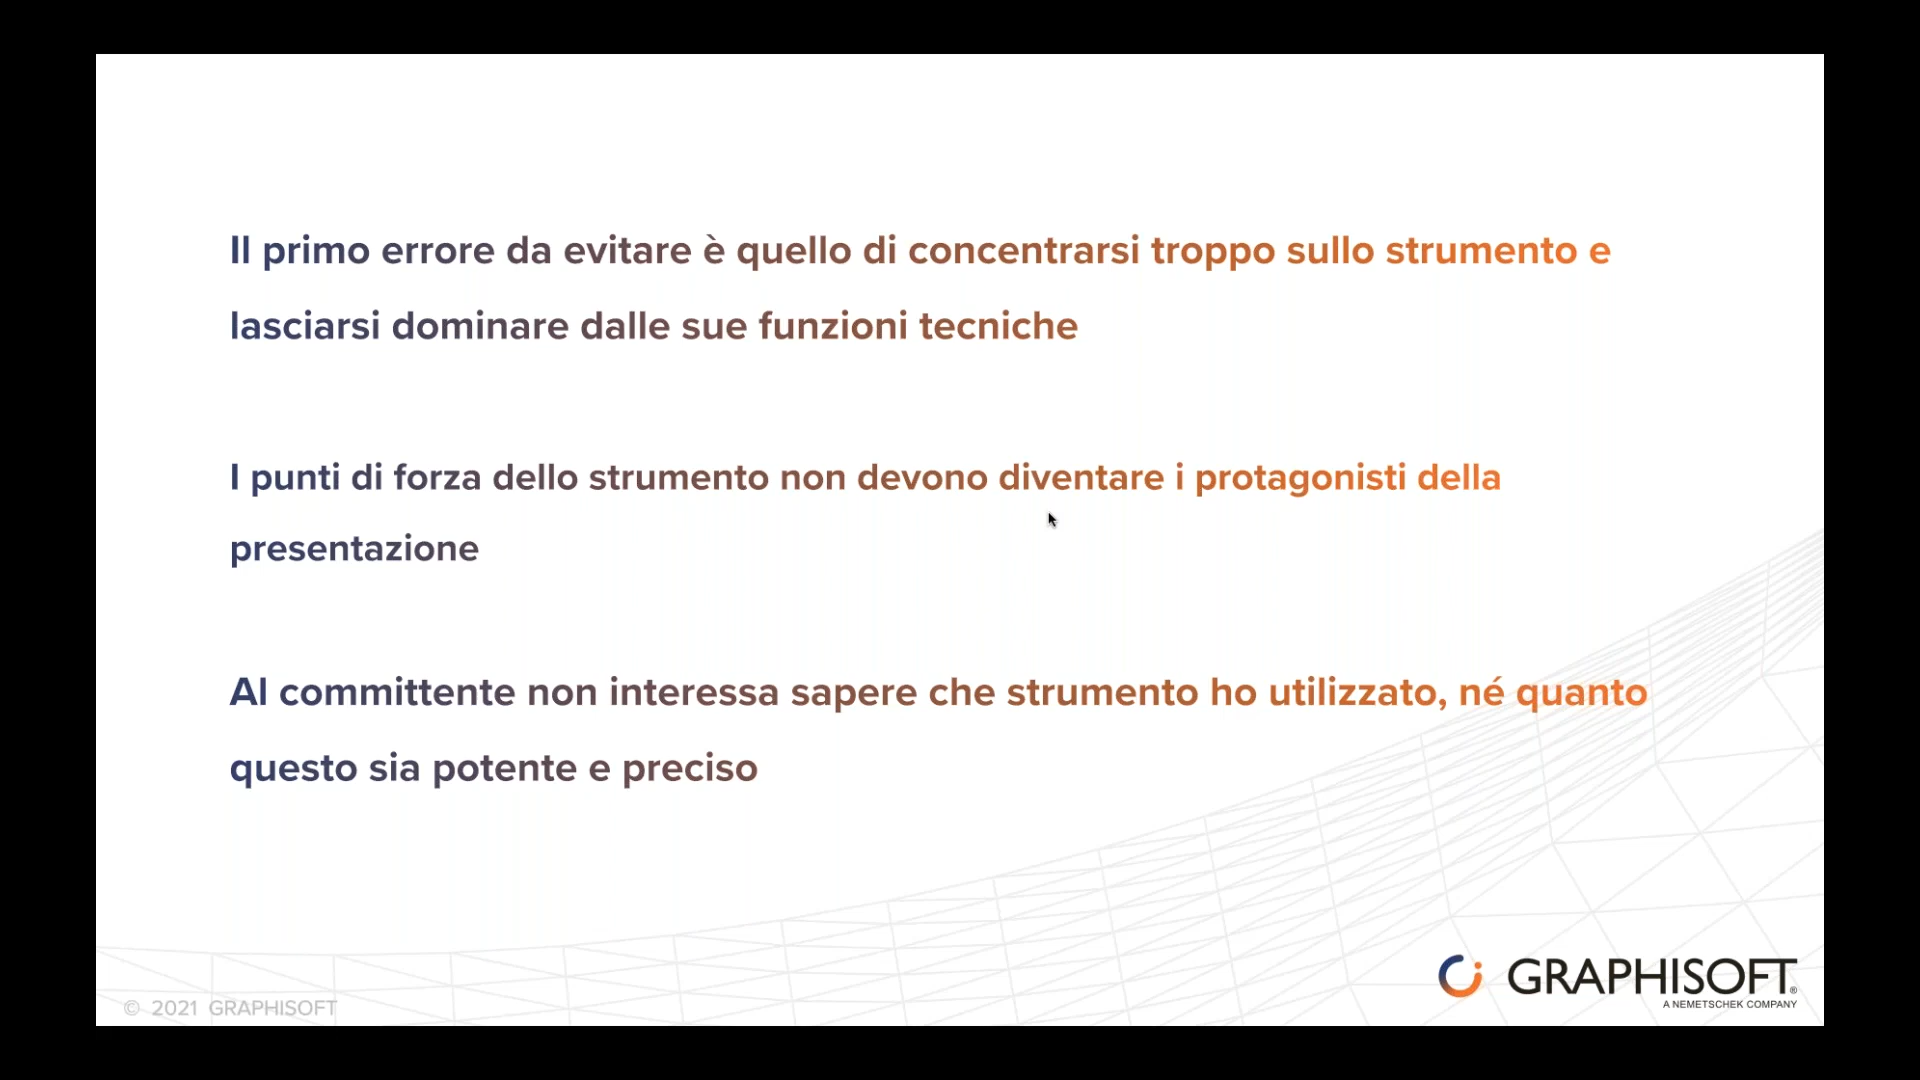 Il primo errore da evitare è quello di concentrarsi troppo sullo strumento e
lasciarsi dominare dalle sue funzioni tecniche
I punti di forza dello strumento non devono diventare i protagonisti della
presentazione
Al committente non interessa sapere che strumento ho utilizzato, né quanto
questo sia potente e preciso
GRAPHISOFT®
A NEMETSCHEK COMPANY
© 2021 GRAPHISOFT